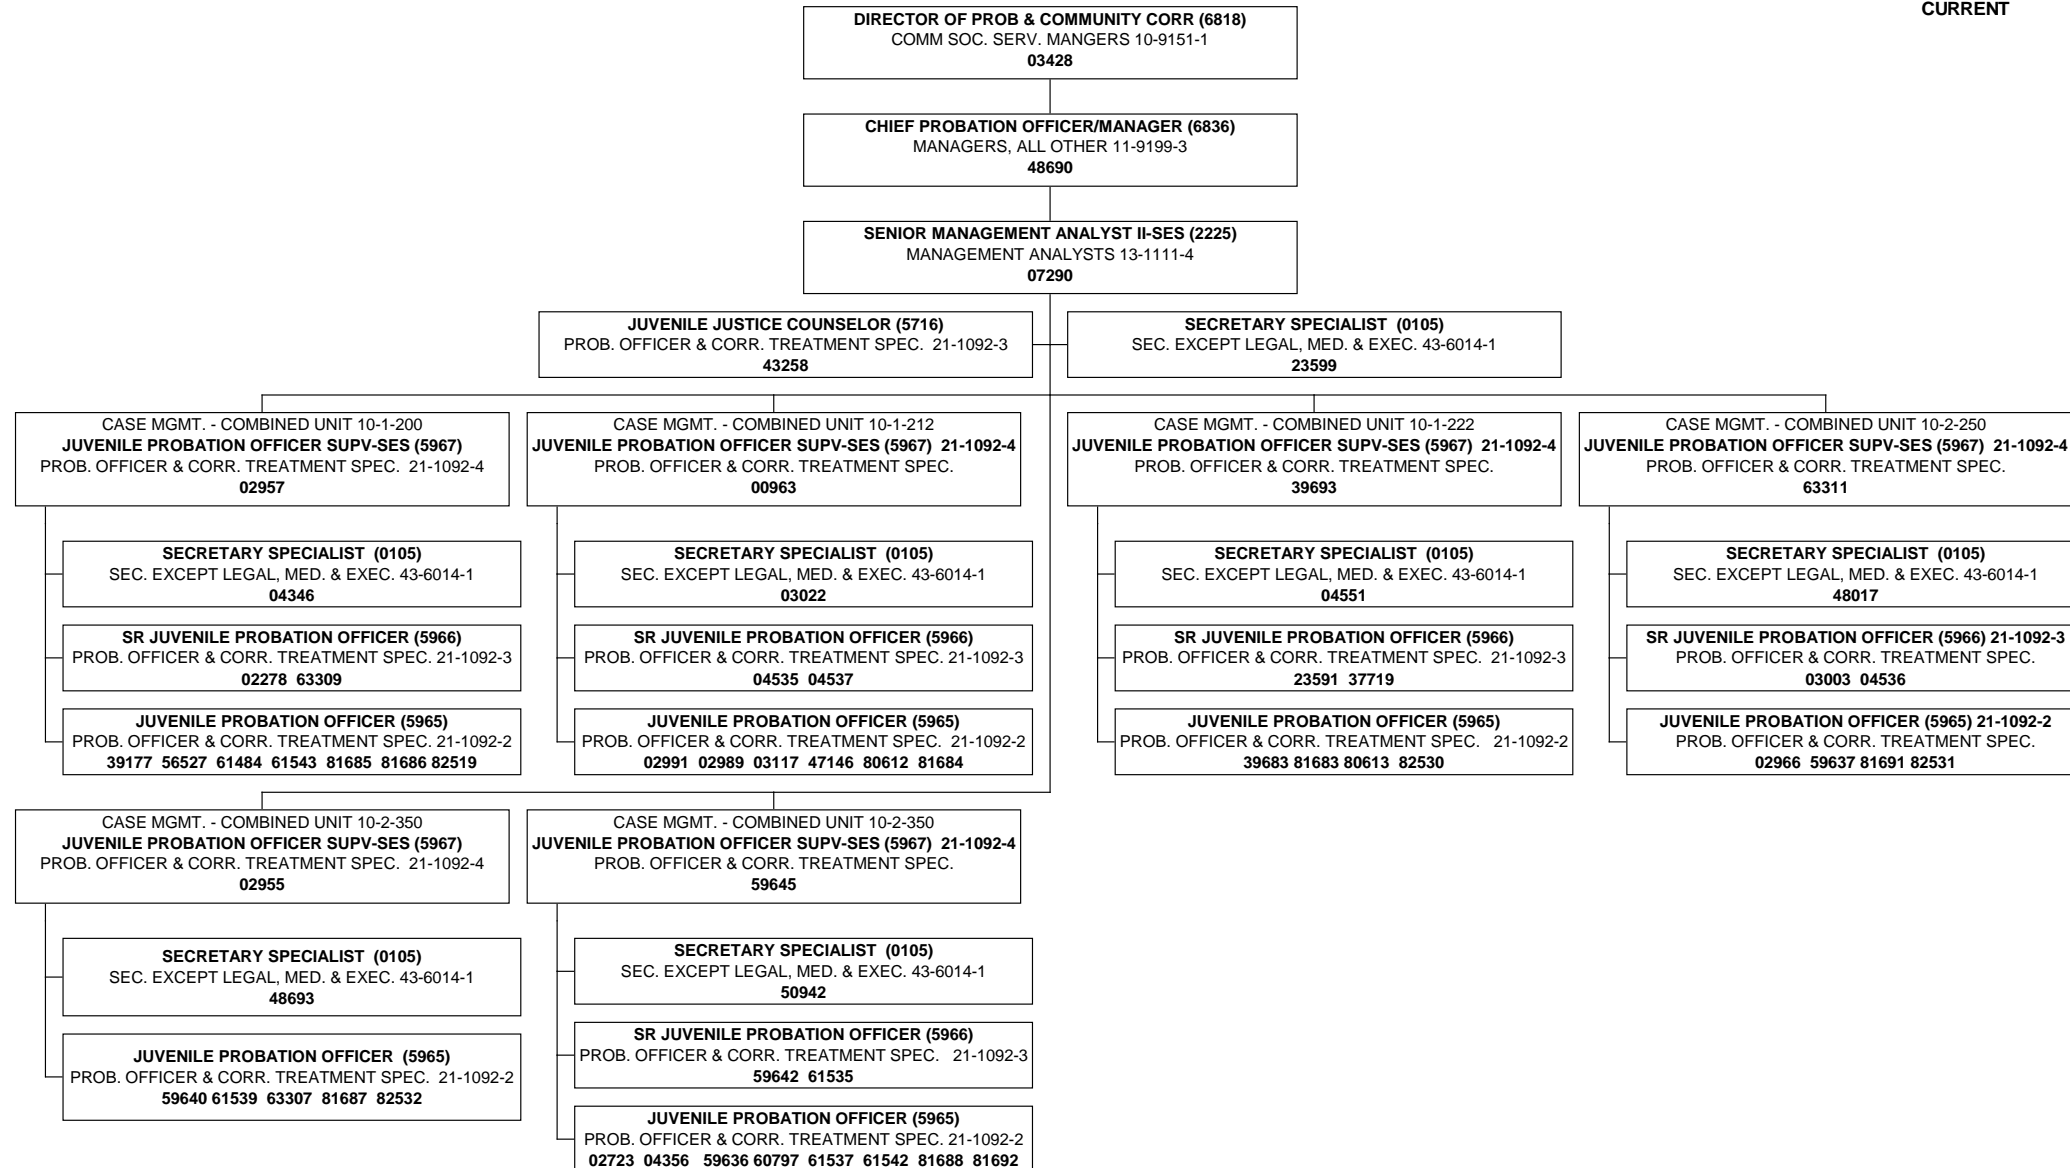 CURRENT
DIRECTOR OF PROB & COMMUNITY CORR (6818)
COMM SOC. SERV. MANGERS 10-9151-1
03428
CHIEF PROBATION OFFICER/MANAGER (6836)
MANAGERS, ALL OTHER 11-9199-3
48690
SENIOR MANAGEMENT ANALYST II-SES (2225)
MANAGEMENT ANALYSTS 13-1111-4
07290
JUVENILE JUSTICE COUNSELOR (5716)
PROB. OFFICER & CORR. TREATMENT SPEC. 21-1092-3
43258
SECRETARY SPECIALIST (0105)
SEC. EXCEPT LEGAL, MED. & EXEC. 43-6014-1
23599
CASE MGMT. - COMBINED UNIT 10-1-200
JUVENILE PROBATION OFFICER SUPV-SES (5967)
PROB. OFFICER & CORR. TREATMENT SPEC. 21-1092-4
02957
SECRETARY SPECIALIST (0105)
SEC. EXCEPT LEGAL, MED. & EXEC. 43-6014-1
04346
SR JUVENILE PROBATION OFFICER (5966)
PROB. OFFICER & CORR. TREATMENT SPEC. 21-1092-3
02278 63309
JUVENILE PROBATION OFFICER (5965)
PROB. OFFICER & CORR. TREATMENT SPEC. 21-1092-2
39177 56527 61484 61543 81685 81686 82519
CASE MGMT. - COMBINED UNIT 10-1-212
JUVENILE PROBATION OFFICER SUPV-SES (5967) 21-1092-4
PROB. OFFICER & CORR. TREATMENT SPEC.
00963
SECRETARY SPECIALIST (0105)
SEC. EXCEPT LEGAL, MED. & EXEC. 43-6014-1
03022
SR JUVENILE PROBATION OFFICER (5966)
PROB. OFFICER & CORR. TREATMENT SPEC. 21-1092-3
04535 04537
JUVENILE PROBATION OFFICER (5965)
PROB. OFFICER & CORR. TREATMENT SPEC. 21-1092-2
02991 02989 03117 47146 80612 81684
CASE MGMT. - COMBINED UNIT 10-1-222
JUVENILE PROBATION OFFICER SUPV-SES (5967) 21-1092-4
PROB. OFFICER & CORR. TREATMENT SPEC.
39693
SECRETARY SPECIALIST (0105)
SEC. EXCEPT LEGAL, MED. & EXEC. 43-6014-1
04551
SR JUVENILE PROBATION OFFICER (5966)
PROB. OFFICER & CORR. TREATMENT SPEC. 21-1092-3
23591 37719
JUVENILE PROBATION OFFICER (5965)
PROB. OFFICER & CORR. TREATMENT SPEC. 21-1092-2
39683 81683 80613 82530
CASE MGMT. - COMBINED UNIT 10-2-250
JUVENILE PROBATION OFFICER SUPV-SES (5967) 21-1092-4
PROB. OFFICER & CORR. TREATMENT SPEC.
63311
SECRETARY SPECIALIST (0105)
SEC. EXCEPT LEGAL, MED. & EXEC. 43-6014-1
48017
SR JUVENILE PROBATION OFFICER (5966) 21-1092-3
PROB. OFFICER & CORR. TREATMENT SPEC.
03003 04536
JUVENILE PROBATION OFFICER (5965) 21-1092-2
PROB. OFFICER & CORR. TREATMENT SPEC.
02966 59637 81691 82531
CASE MGMT. - COMBINED UNIT 10-2-350
JUVENILE PROBATION OFFICER SUPV-SES (5967)
PROB. OFFICER & CORR. TREATMENT SPEC. 21-1092-4
02955
SECRETARY SPECIALIST (0105)
SEC. EXCEPT LEGAL, MED. & EXEC. 43-6014-1
48693
JUVENILE PROBATION OFFICER (5965)
PROB. OFFICER & CORR. TREATMENT SPEC. 21-1092-2
59640 61539 63307 81687 82532
CASE MGMT. - COMBINED UNIT 10-2-350
JUVENILE PROBATION OFFICER SUPV-SES (5967) 21-1092-4
PROB. OFFICER & CORR. TREATMENT SPEC.
59645
SECRETARY SPECIALIST (0105)
SEC. EXCEPT LEGAL, MED. & EXEC. 43-6014-1
50942
SR JUVENILE PROBATION OFFICER (5966)
PROB. OFFICER & CORR. TREATMENT SPEC. 21-1092-3
59642 61535
JUVENILE PROBATION OFFICER (5965)
PROB. OFFICER & CORR. TREATMENT SPEC. 21-1092-2
02723 04356 59636 60797 61537 61542 81688 81692